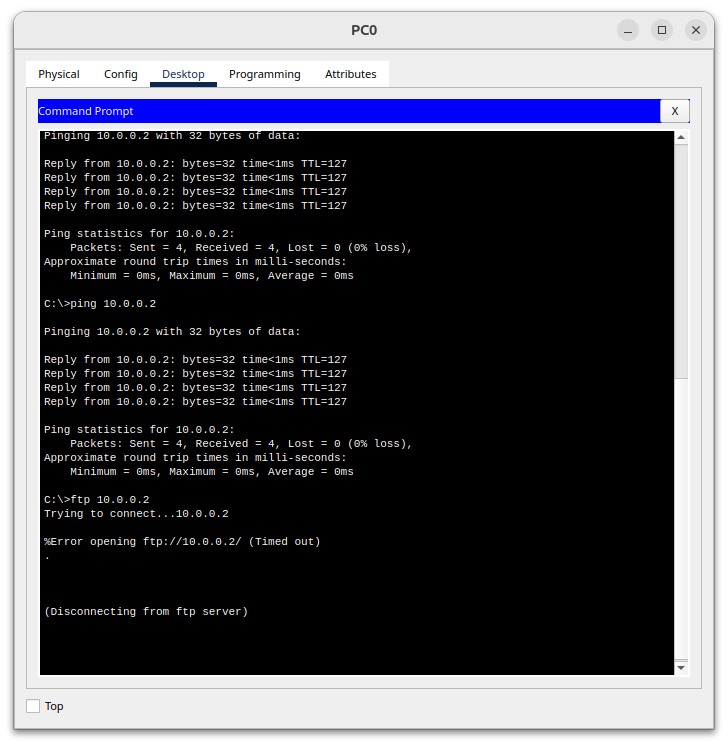 PC0
Physical Config Desktop Programming Attributes
Command Prompt X
Pinging 10.0.0.2 with 32 bytes of data:
Reply from 10.0.0.2: bytes=32 time<1ms TTL=127
Reply from 10.0.0.2: bytes=32 time<1ms TTL=127
Reply from 10.0.0.2: bytes=32 time<1ms TTL=127
Reply from 10.0.0.2: bytes=32 time<1ms TTL=127
Ping statistics for 10.0.0.2:
    Packets: Sent = 4, Received = 4, Lost = 0 (0% loss),
Approximate round trip times in milli-seconds:
    Minimum = 0ms, Maximum = 0ms, Average = 0ms
C:\>ping 10.0.0.2
Pinging 10.0.0.2 with 32 bytes of data:
Reply from 10.0.0.2: bytes=32 time<1ms TTL=127
Reply from 10.0.0.2: bytes=32 time<1ms TTL=127
Reply from 10.0.0.2: bytes=32 time<1ms TTL=127
Reply from 10.0.0.2: bytes=32 time<1ms TTL=127
Ping statistics for 10.0.0.2:
    Packets: Sent = 4, Received = 4, Lost = 0 (0% loss),
Approximate round trip times in milli-seconds:
    Minimum = 0ms, Maximum = 0ms, Average = 0ms
C:\>ftp 10.0.0.2
Trying to connect...10.0.0.2
%Error opening ftp://10.0.0.2/ (Timed out)
.
(Disconnecting from ftp server)
Top